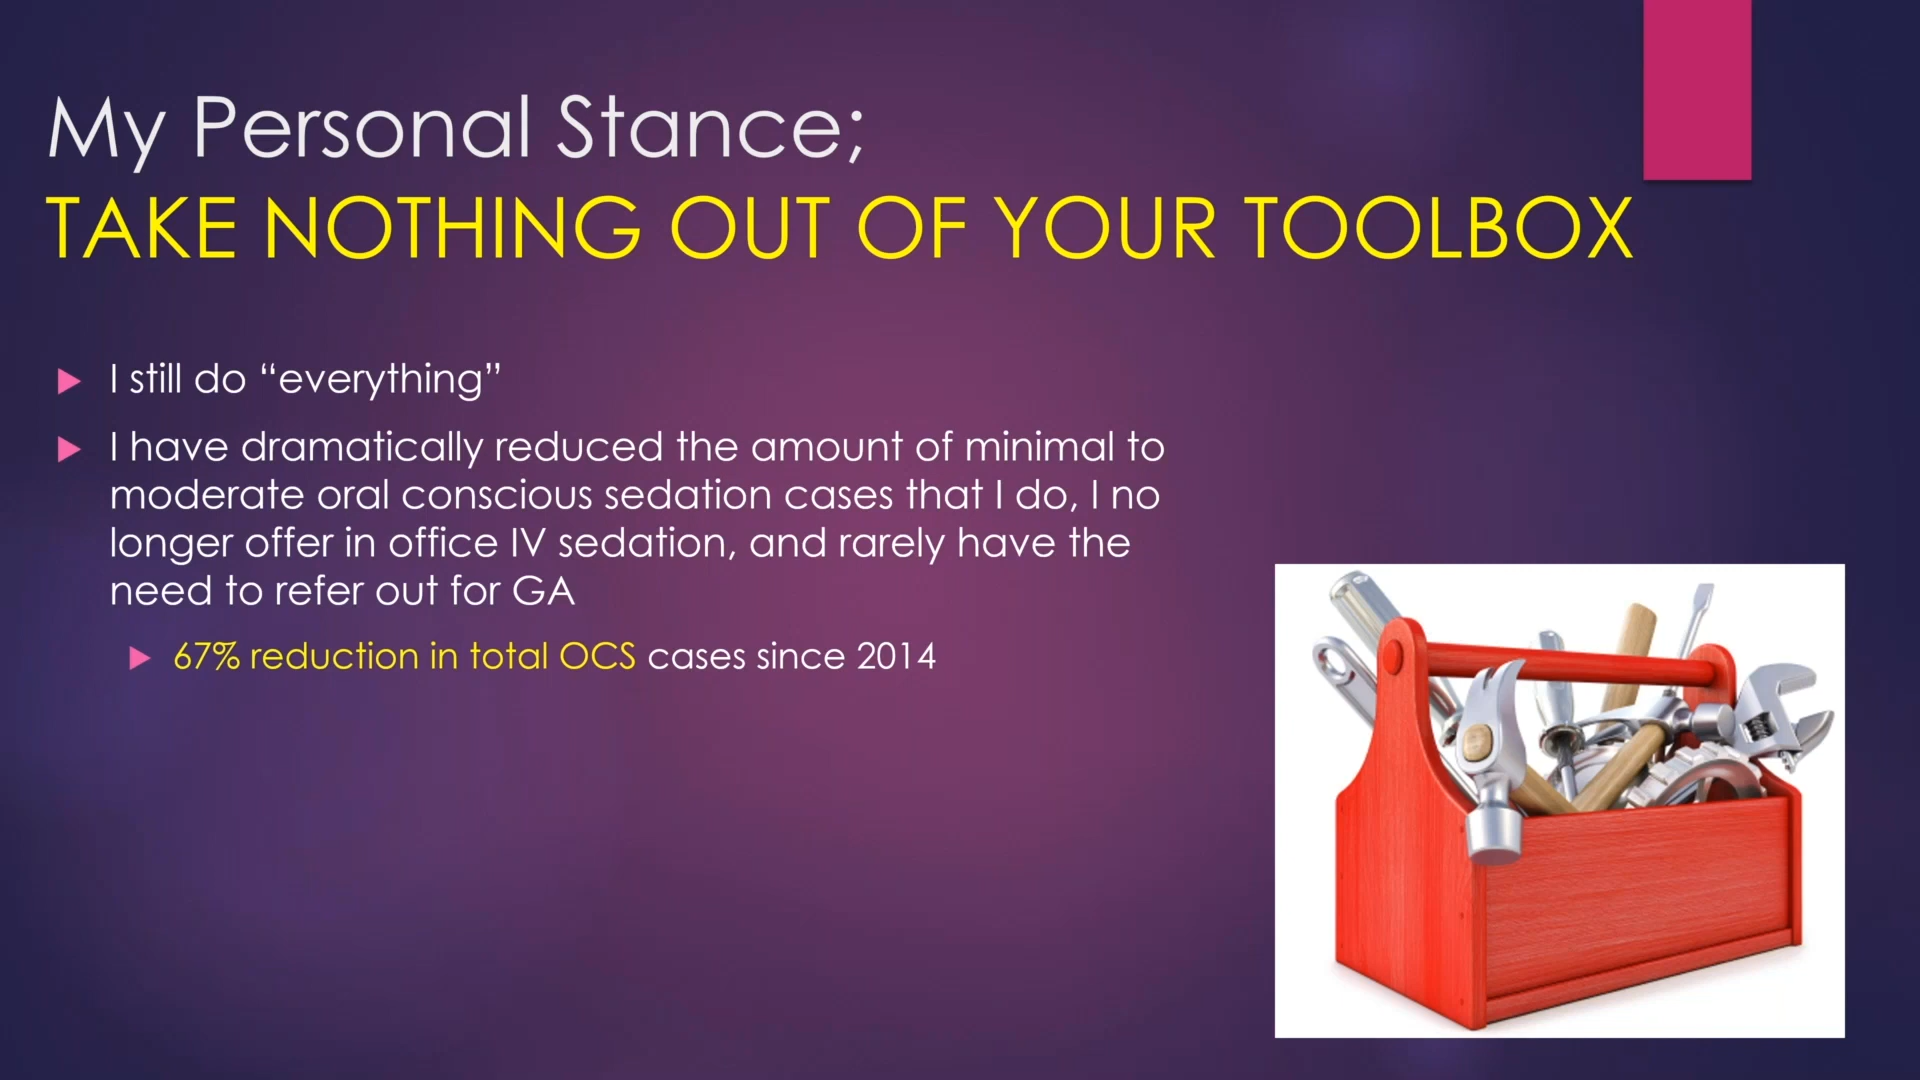 My Personal Stance;
TAKE NOTHING OUT OF YOUR TOOLBOX
I still do “everything”
I have dramatically reduced the amount of minimal to
moderate oral conscious sedation cases that I do, I no
longer offer in office IV sedation, and rarely have the
need to refer out for GA
67% reduction in total OCS cases since 2014